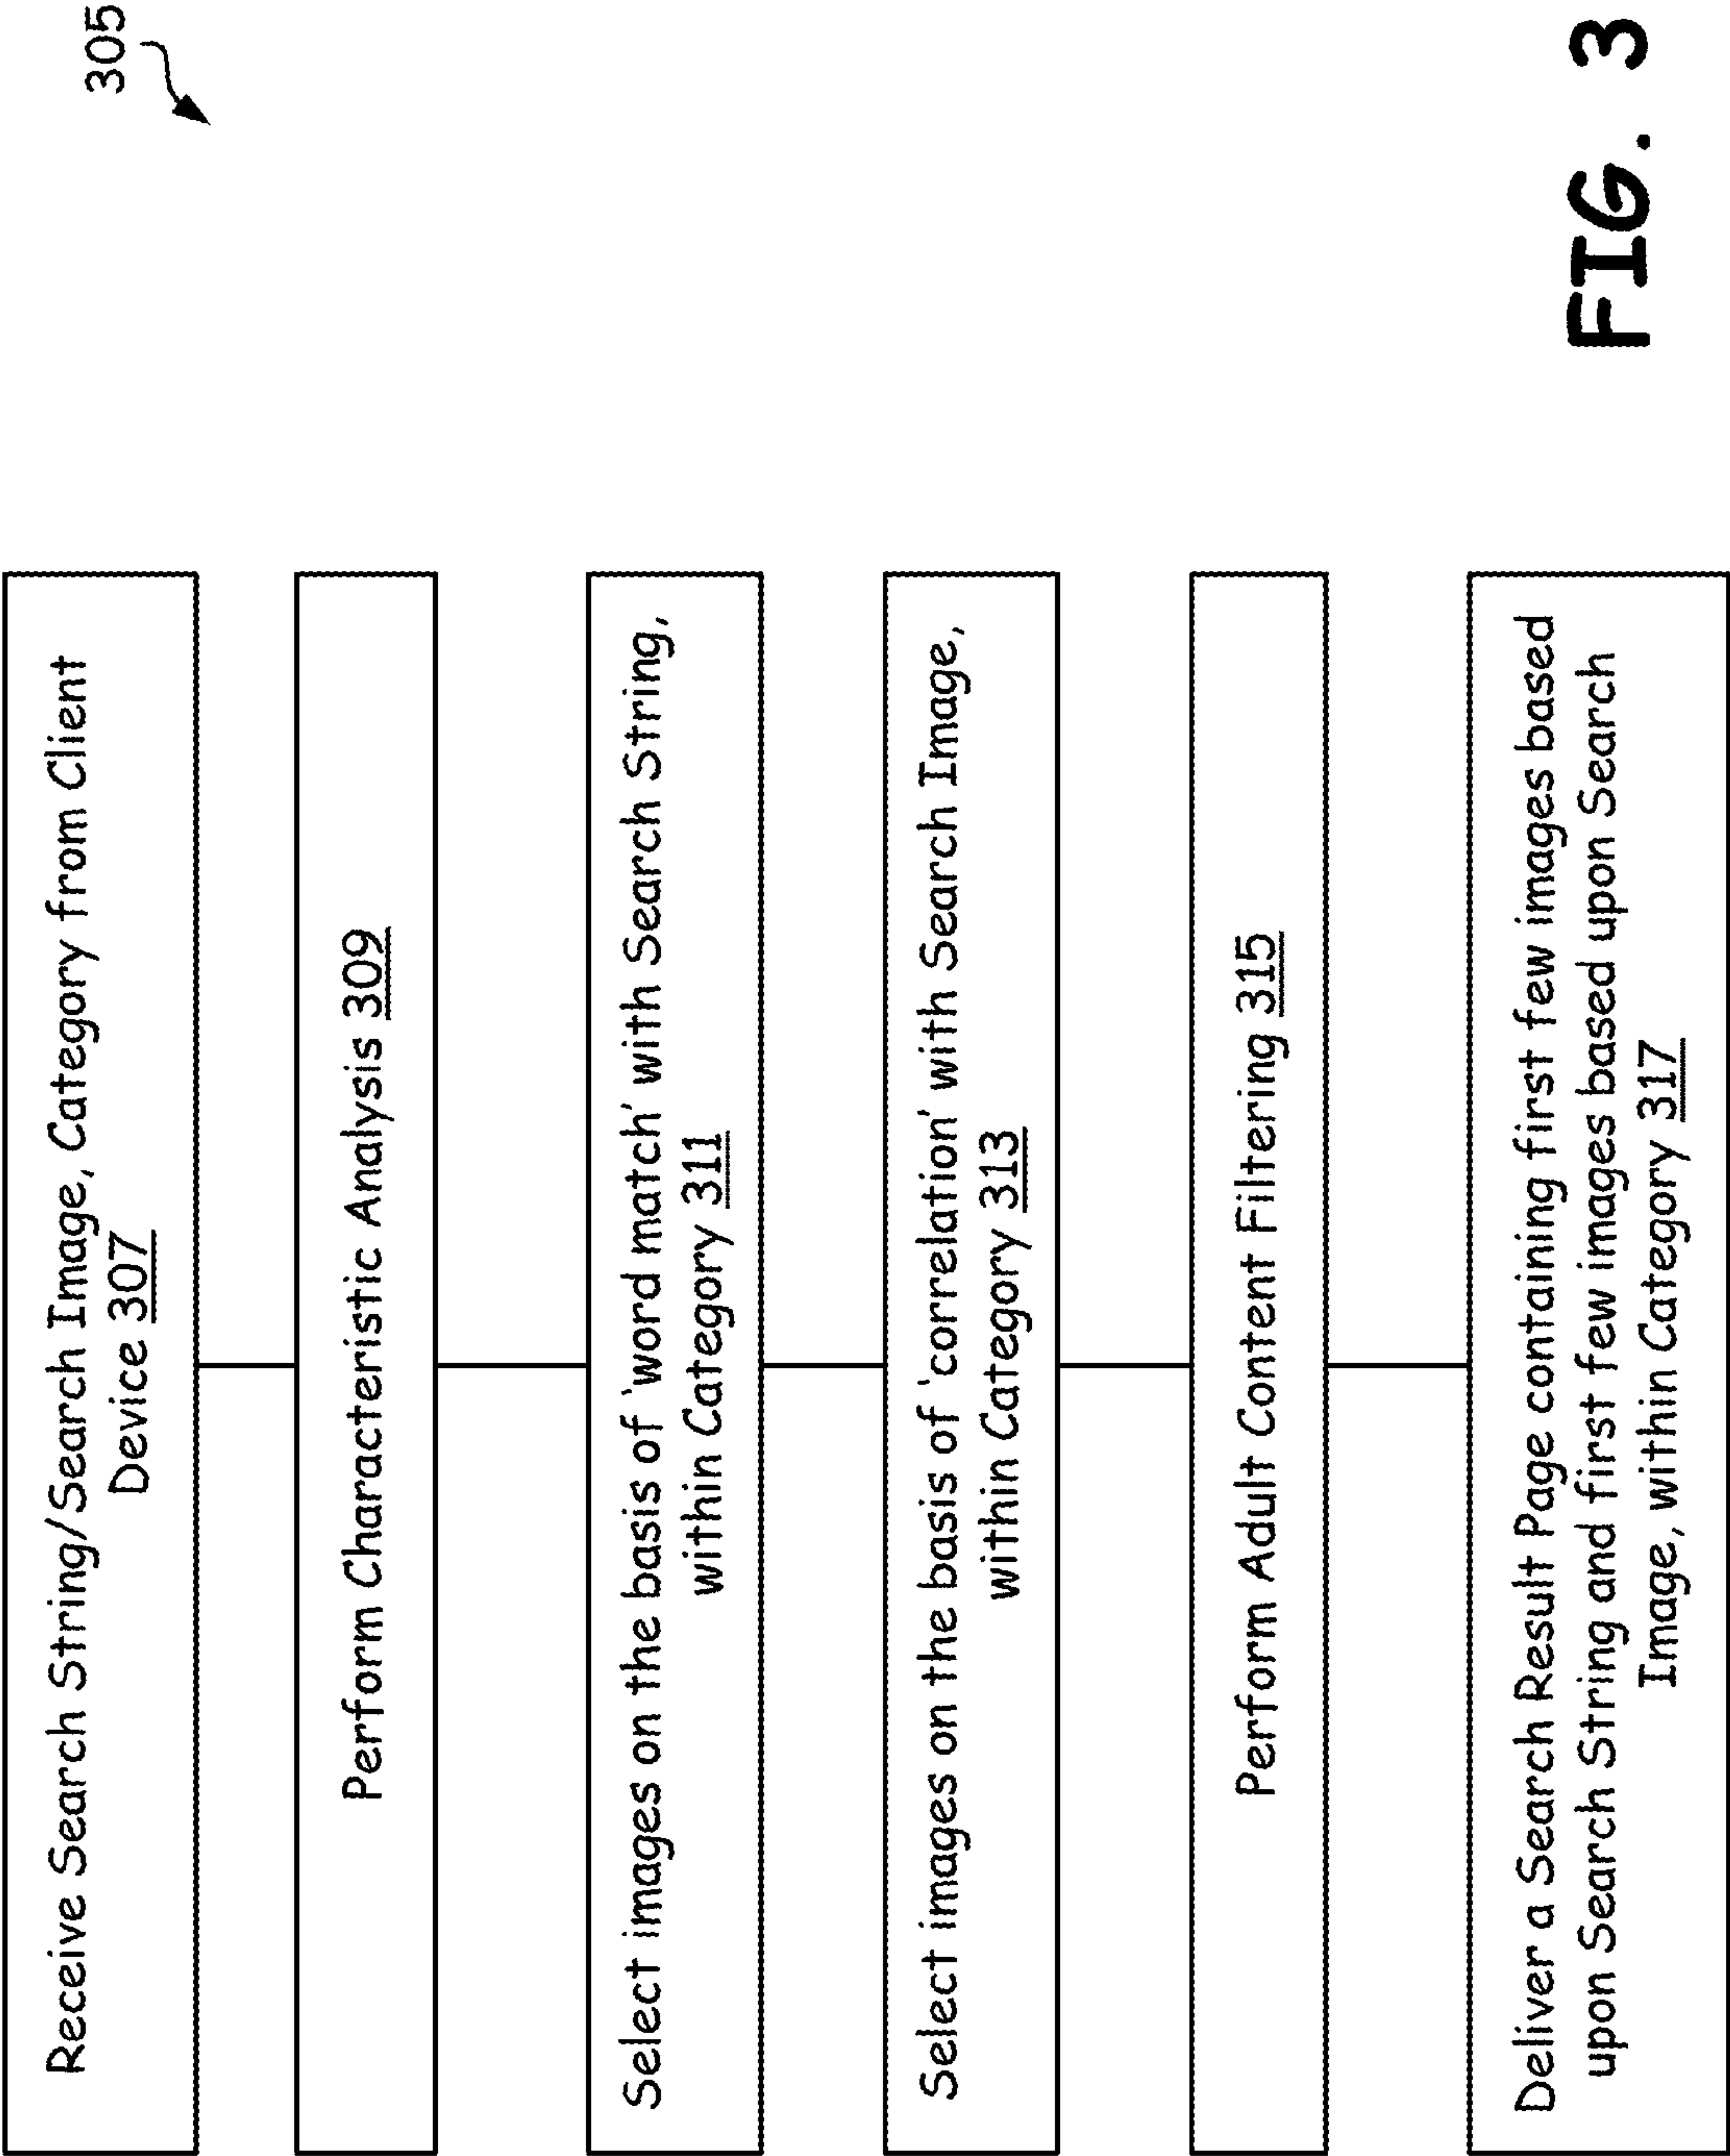 305
Receive Search String/Search Image, Category from Client
Device 307
Perform Characteristic Analysis 309
Select images on the basis of 'word match' with Search String,
within Category 311
Select images on the basis of 'correlation' with Search Image,
within Category 313
Perform Adult Content Filtering 315
Deliver a Search Result Page containing first few images based
upon Search String and first few images based upon Search
Image, within Category 317
FIG. 3